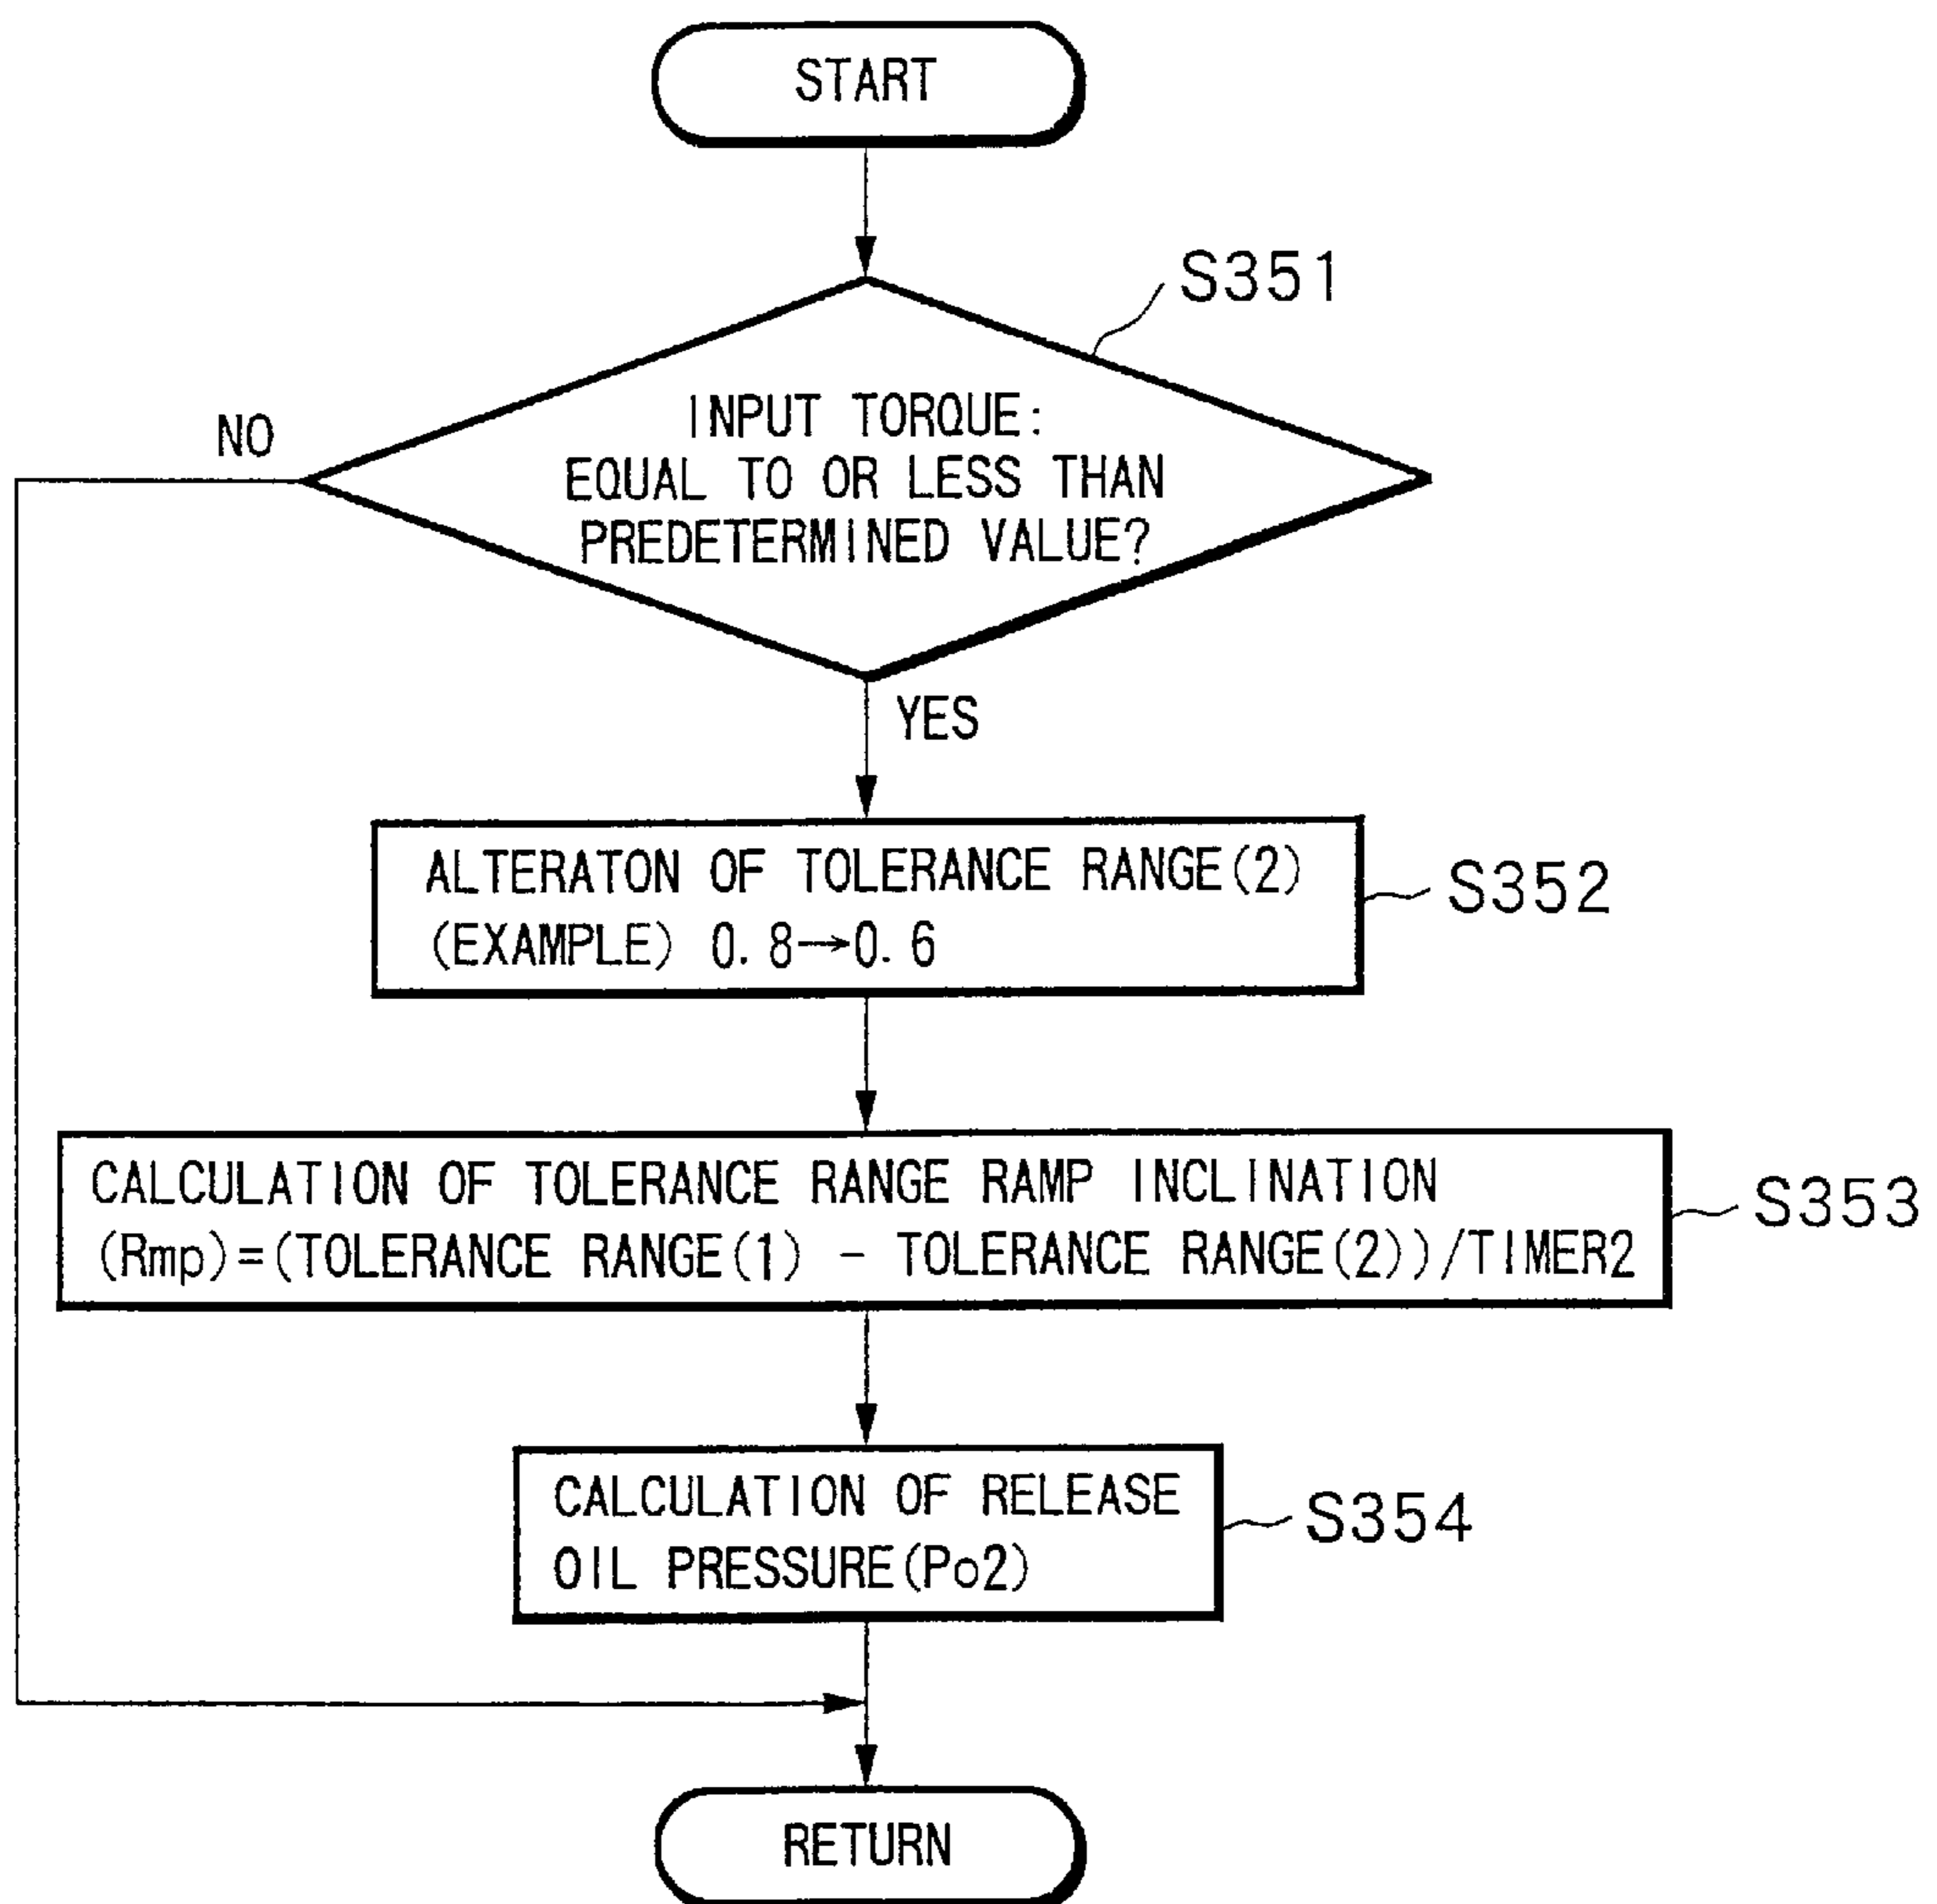 START
S351
INPUT TORQUE:
EQUAL TO OR LESS THAN
PREDETERMINED VALUE?
NO
YES
ALTERATON OF TOLERANCE RANGE(2)
(EXAMPLE) 0.8→0.6
S352
CALCULATION OF TOLERANCE RANGE RAMP INCLINATION
(Rmp)=(TOLERANCE RANGE(1) - TOLERANCE RANGE(2))/TIMER2
S353
CALCULATION OF RELEASE
OIL PRESSURE(Po2)
S354
RETURN